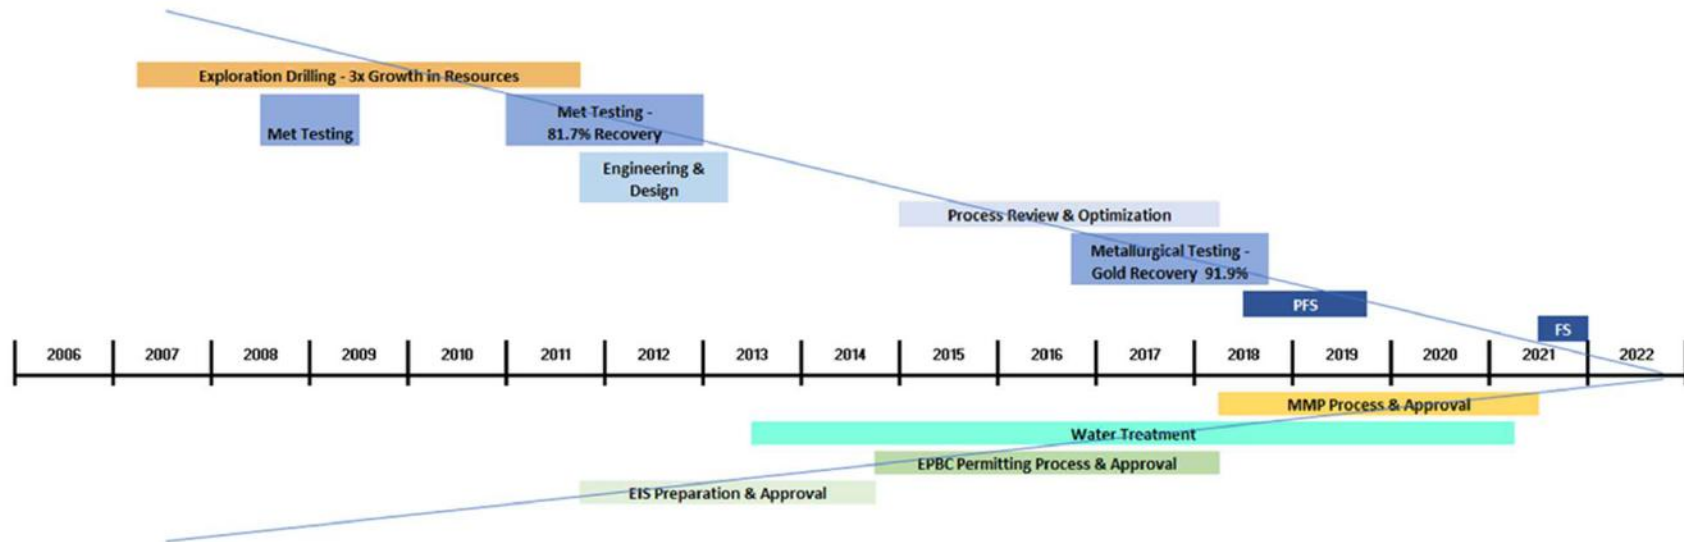 Exploration Drilling - 3x Growth in Resources
Met Testing
Met Testing -
81.7% Recovery
Engineering &
Design
Process Review & Optimization
Metallurgical Testing -
Gold Recovery 91.9%
PFS
FS
2006 2007 2008 2009 2010 2011 2012 2013 2014 2015 2016 2017 2018 2019 2020 2021 2022
MMP Process & Approval
Water Treatment
EPBC Permitting Process & Approval
EIS Preparation & Approval